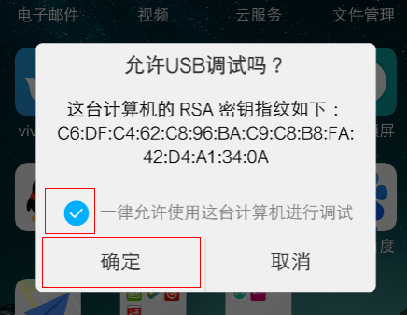 电子邮件 视频 云服务 文件管理
允许USB调试吗？
这台计算机的 RSA 密钥指纹如下：
C6:DF:C4:62:C8:96:BA:C9:C8:B8:FA:
42:D4:A1:34:0A
一律允许使用这台计算机进行调试
确定 取消